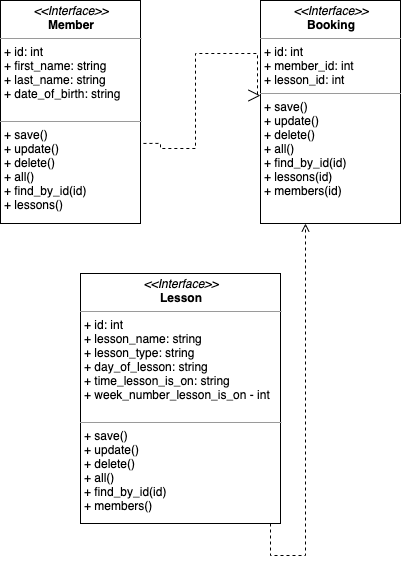 <<Interface>>
Member
+ id: int
+ first_name: string
+ last_name: string
+ date_of_birth: string
+ save()
+ update()
+ delete()
+ all()
+ find_by_id(id)
+ lessons()
<<Interface>>
Booking
+ id: int
+ member_id: int
+ lesson_id: int
+ save()
+ update()
+ delete()
+ all()
+ find_by_id(id)
+ lessons(id)
+ members(id)
<<Interface>>
Lesson
+ id: int
+ lesson_name: string
+ lesson_type: string
+ day_of_lesson: string
+ time_lesson_is_on: string
+ week_number_lesson_is_on - int
+ save()
+ update()
+ delete()
+ all()
+ find_by_id(id)
+ members()